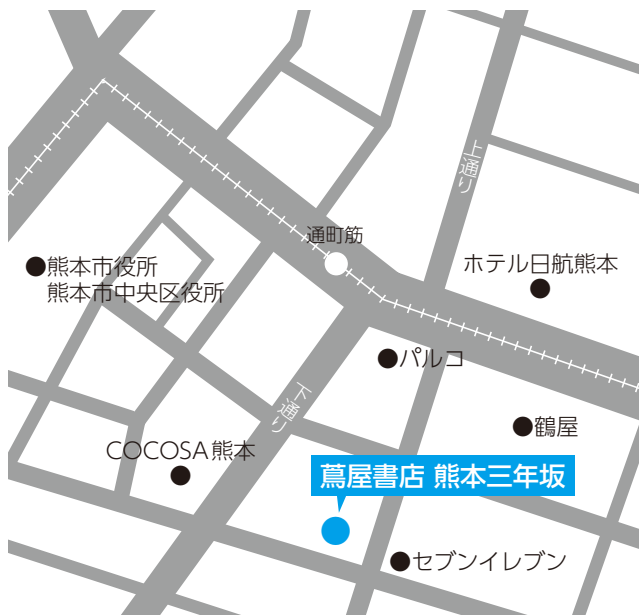 上通り
通町筋
熊本市役所
熊本市中央区役所
ホテル日航熊本
パルコ
下通り
鶴屋
COCOSA熊本
蔦屋書店 熊本三年坂
セブンイレブン